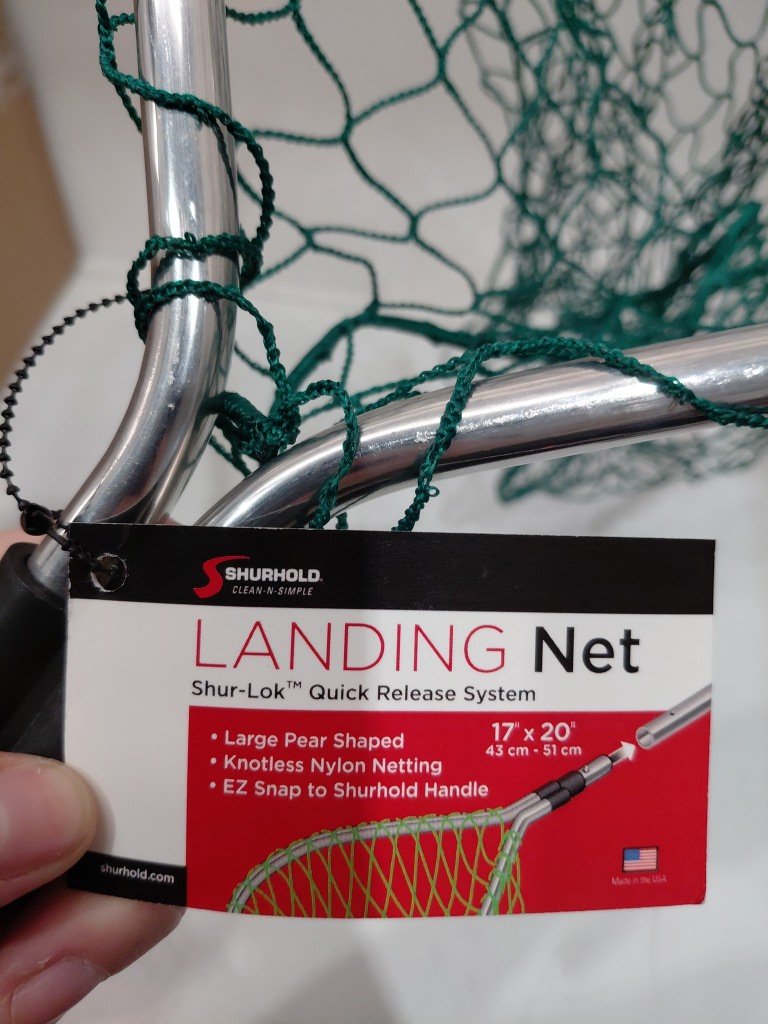 SHURHOLD
CLEAN-N-SIMPLE
LANDING Net
Shur-Lok™ Quick Release System
• Large Pear Shaped
• Knotless Nylon Netting
• EZ Snap to Shurhold Handle
17" x 20"
43 cm - 51 cm
shurhold.com
Made in the USA